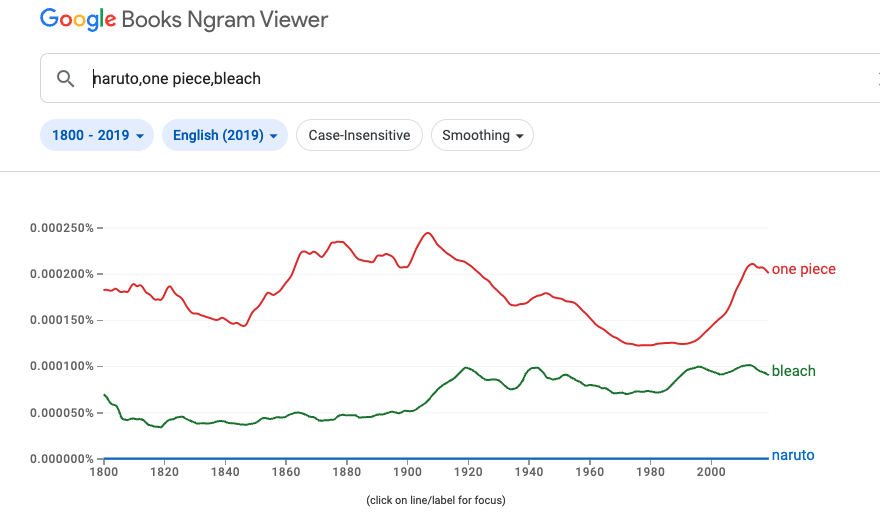 Google Books Ngram Viewer
naruto,one piece,bleach
1800 - 2019 English (2019) Case-Insensitive Smoothing
0.000250%
0.000200%
0.000150%
0.000100%
0.000050%
0.000000%
one piece
bleach
naruto
1800 1820 1840 1860 1880 1900 1920 1940 1960 1980 2000
(click on line/label for focus)